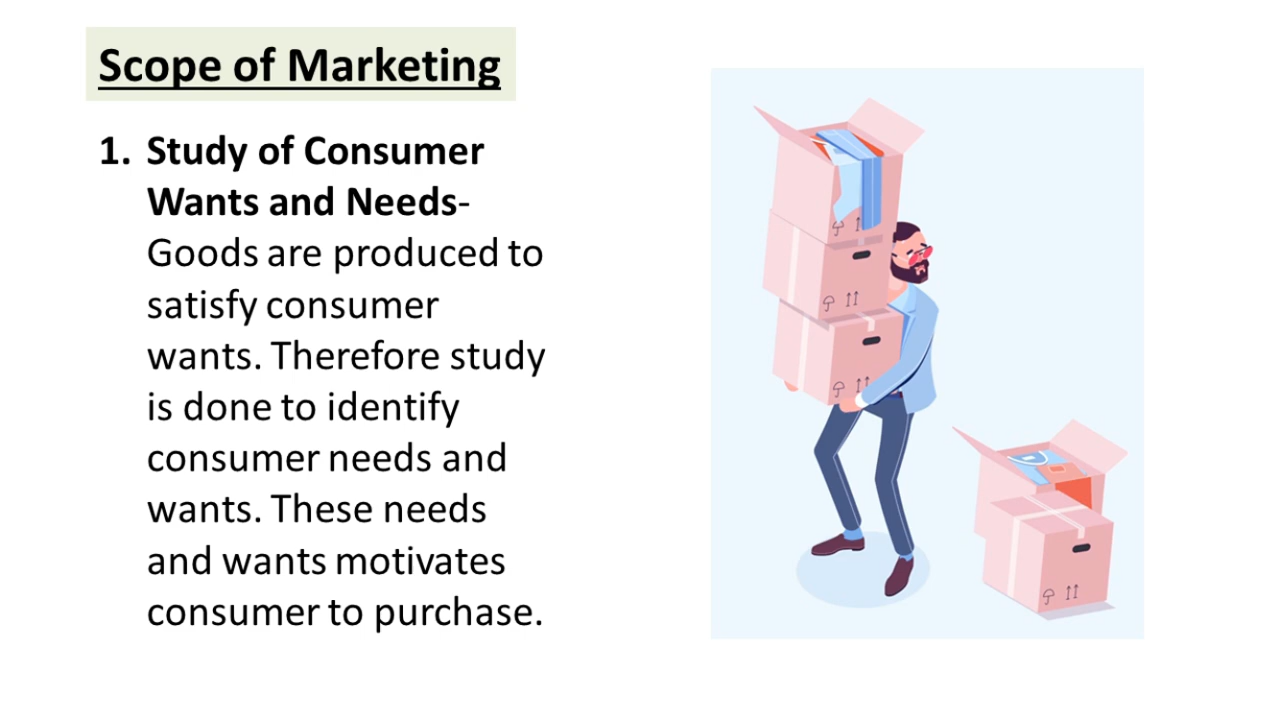 Scope of Marketing
1. Study of Consumer
Wants and Needs-
Goods are produced to
satisfy consumer
wants. Therefore study
is done to identify
consumer needs and
wants. These needs
and wants motivates
consumer to purchase.